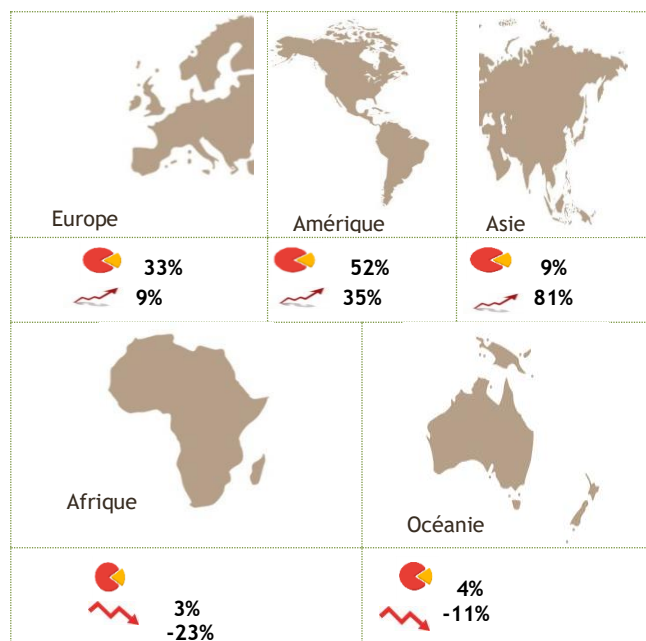 Europe
Amérique
Asie
33%
9%
52%
35%
9%
81%
Afrique
Océanie
3%
-23%
4%
-11%